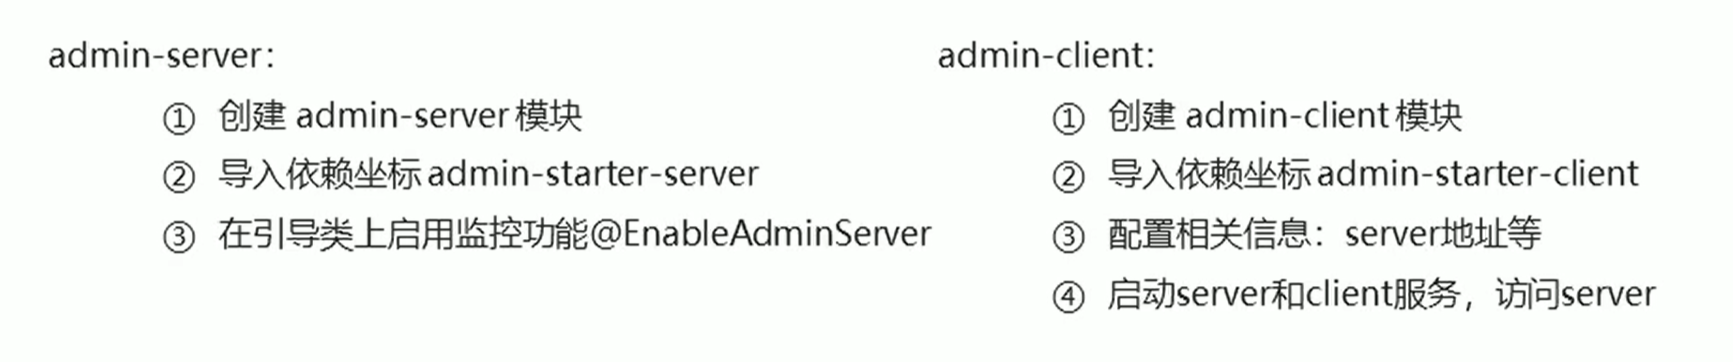 admin-server：
① 创建 admin-server 模块
② 导入依赖坐标 admin-starter-server
③ 在引导类上启用监控功能@EnableAdminServer
admin-client：
① 创建 admin-client 模块
② 导入依赖坐标 admin-starter-client
③ 配置相关信息：server地址等
④ 启动server和client服务，访问server